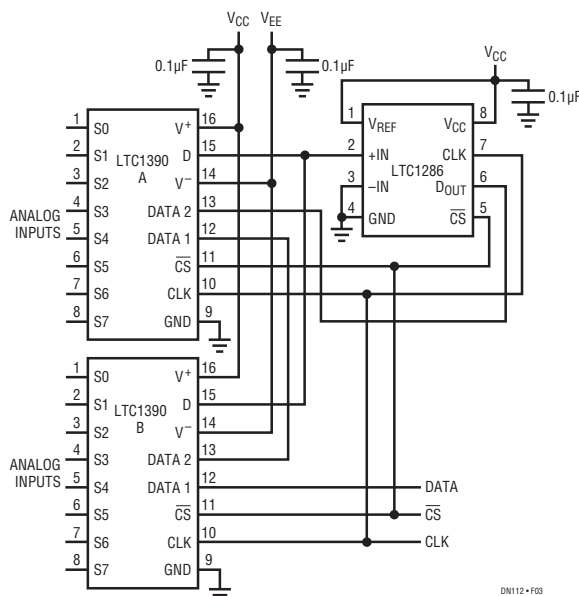 VCC VEE
0.1µF 0.1µF
VCC
0.1µF
1 S0 V+ 16
2 S1 D 15
3 S2 V− 14
4 S3 DATA 2 13
5 S4 DATA 1 12
6 S5 CS 11
7 S6 CLK 10
8 S7 GND 9
LTC1390
A
ANALOG
INPUTS
1 VREF VCC 8
2 +IN CLK 7
3 −IN DOUT 6
4 GND CS 5
LTC1286
1 S0 V+ 16
2 S1 D 15
3 S2 V− 14
4 S3 DATA 2 13
5 S4 DATA 1 12
6 S5 CS 11
7 S6 CLK 10
8 S7 GND 9
LTC1390
B
ANALOG
INPUTS
DATA
CS
CLK
DN112 • F03